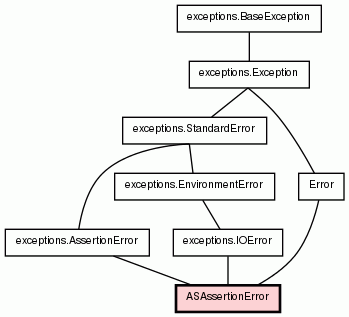 exceptions.BaseException
exceptions.Exception
exceptions.StandardError
exceptions.EnvironmentError
Error
exceptions.AssertionError
exceptions.IOError
ASAssertionError